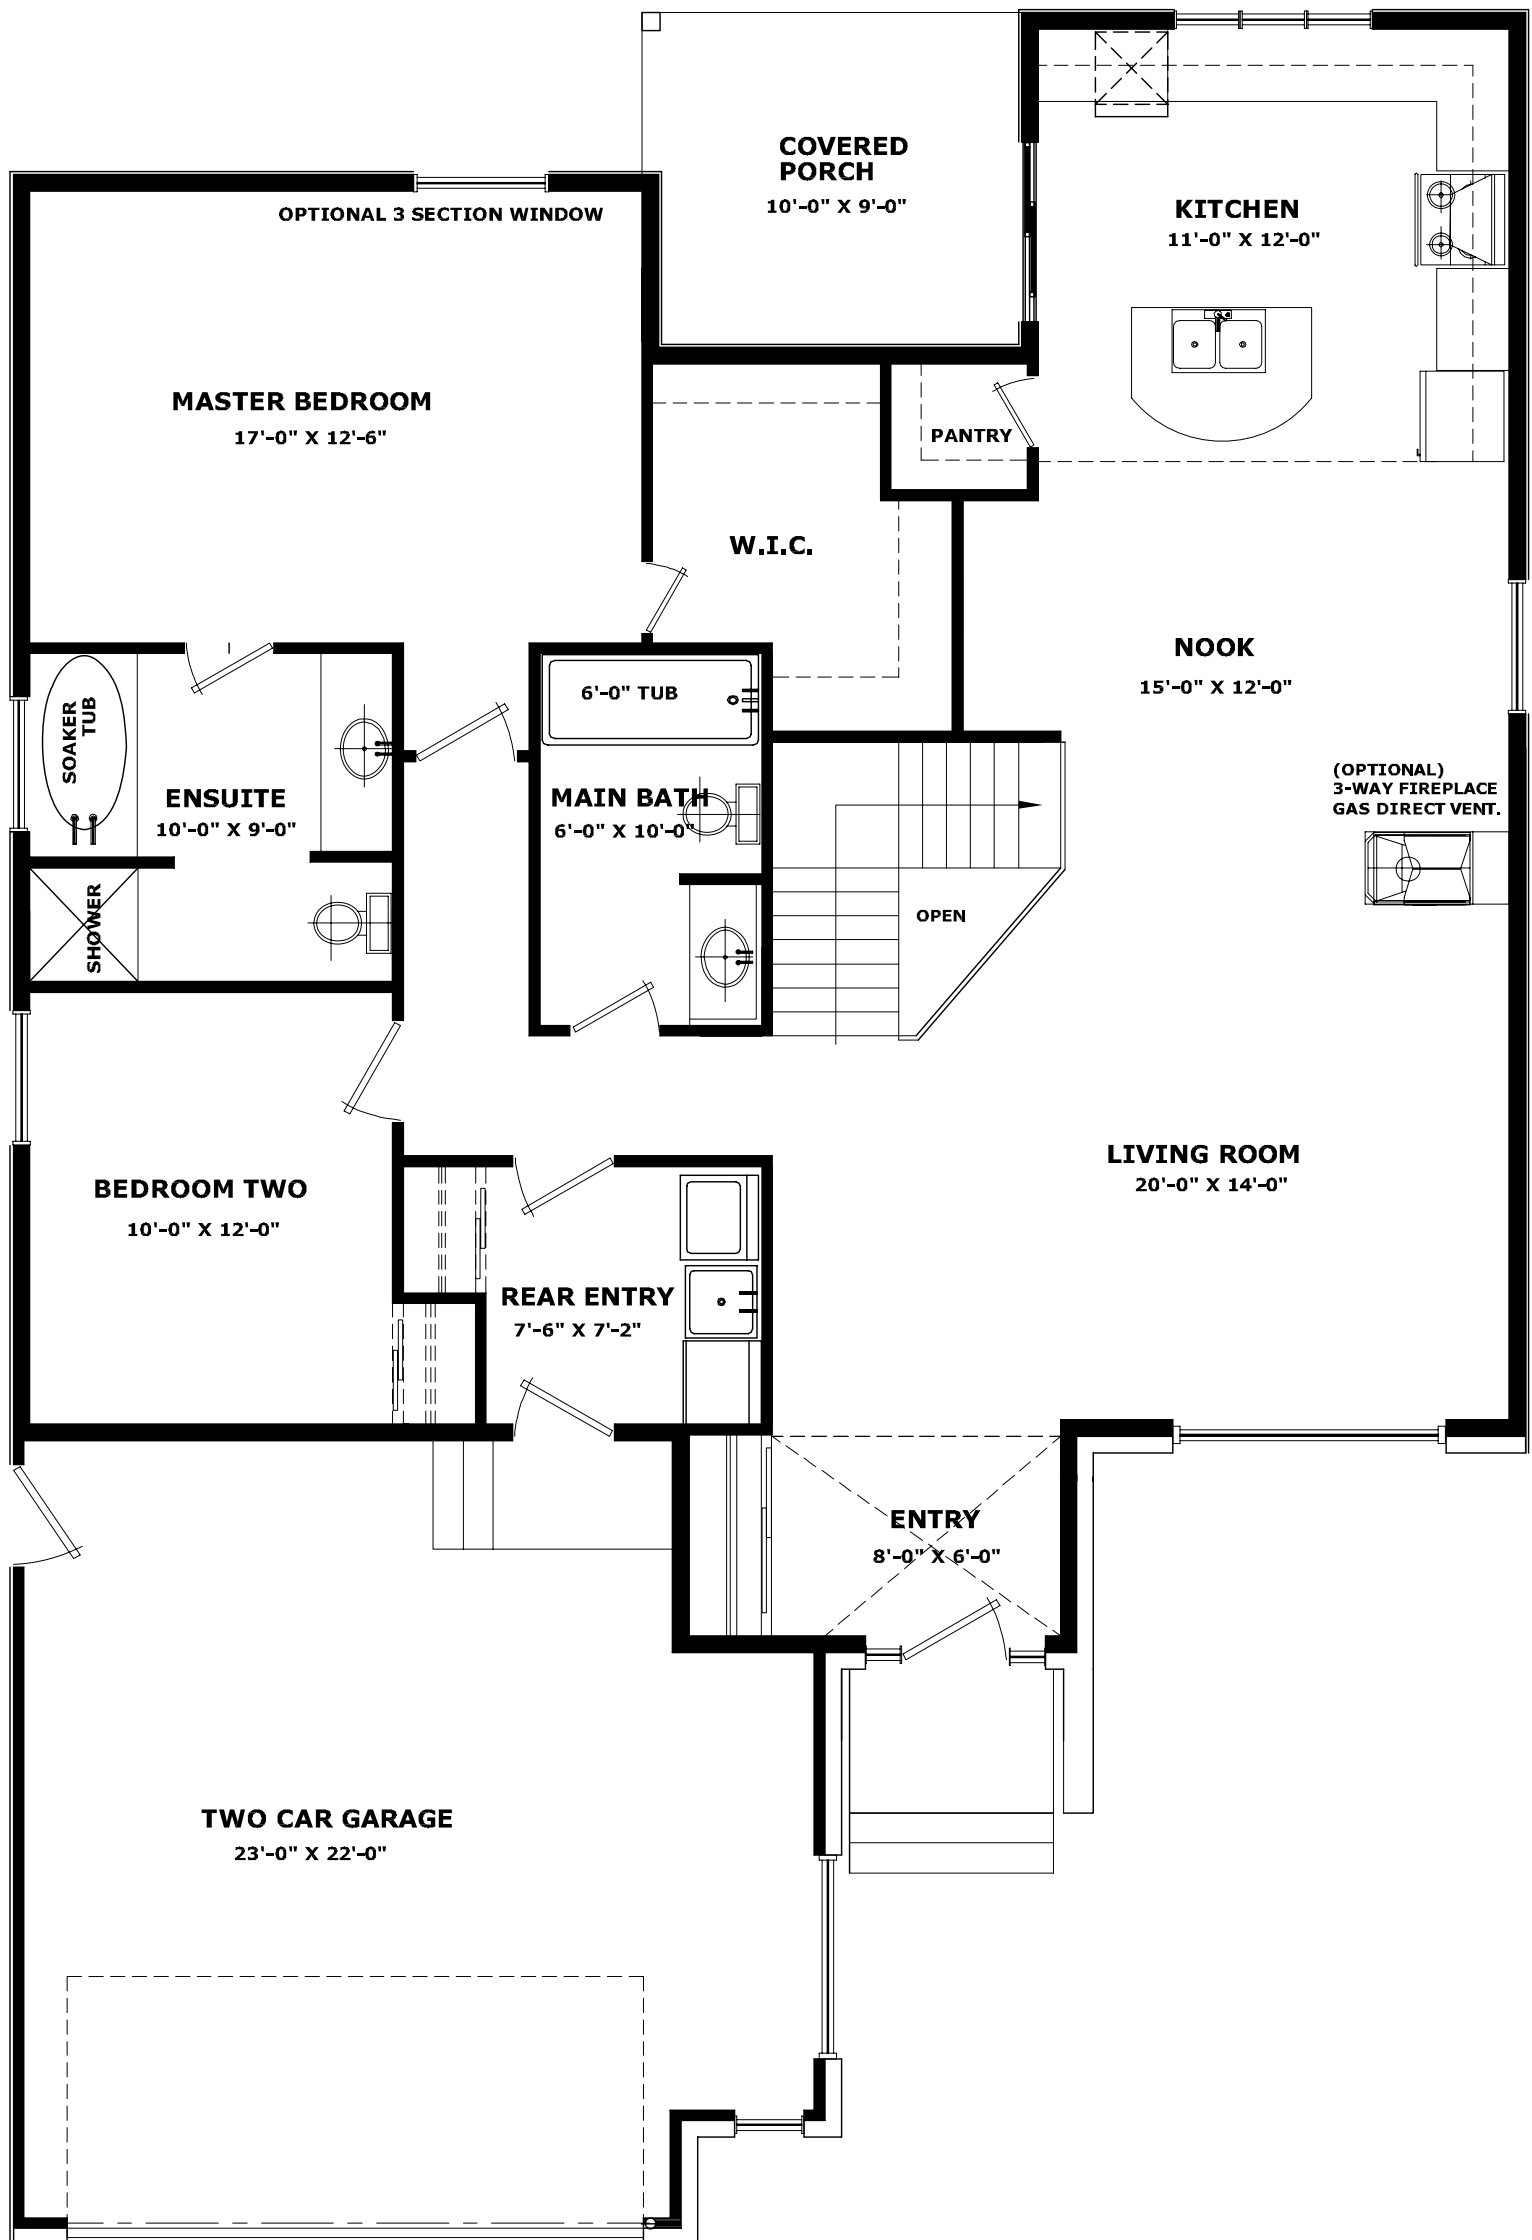 COVERED
PORCH
10'-0" X 9'-0"
KITCHEN
11'-0" X 12'-0"
OPTIONAL 3 SECTION WINDOW
MASTER BEDROOM
17'-0" X 12'-6"
PANTRY
W.I.C.
NOOK
15'-0" X 12'-0"
SOAKER
TUB
6'-0" TUB
ENSUITE
10'-0" X 9'-0"
MAIN BATH
6'-0" X 10'-0"
(OPTIONAL)
3-WAY FIREPLACE
GAS DIRECT VENT.
SHOWER
OPEN
LIVING ROOM
20'-0" X 14'-0"
BEDROOM TWO
10'-0" X 12'-0"
REAR ENTRY
7'-6" X 7'-2"
ENTRY
8'-0" X 6'-0"
TWO CAR GARAGE
23'-0" X 22'-0"